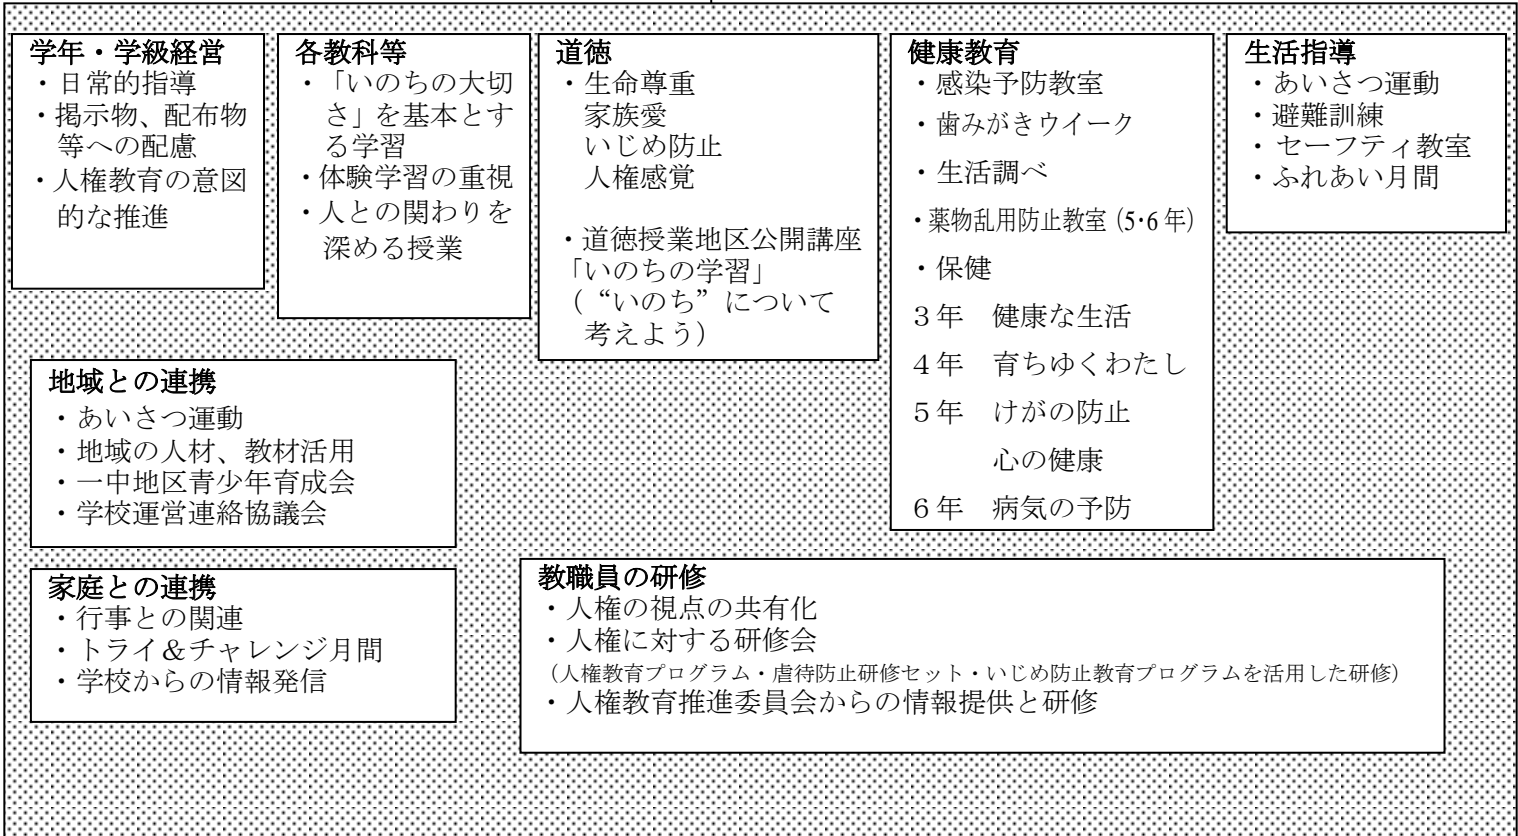 学年・学級経営
・日常的指導
・掲示物、配布物
等への配慮
・人権教育の意図
的な推進
各教科等
・「いのちの大切
さ」を基本とす
る学習
・体験学習の重視
・人との関わりを
深める授業
道徳
・生命尊重
家族愛
いじめ防止
人権感覚
・道徳授業地区公開講座
「いのちの学習」
(“いのち”について
考えよう)
健康教育
・感染予防教室
・歯みがきウイーク
・生活調べ
・薬物乱用防止教室(5・6年)
・保健
３年　健康な生活
４年　育ちゆくわたし
５年　けがの防止
心の健康
６年　病気の予防
生活指導
・あいさつ運動
・避難訓練
・セーフティ教室
・ふれあい月間
地域との連携
・あいさつ運動
・地域の人材、教材活用
・一中地区青少年育成会
・学校運営連絡協議会
家庭との連携
・行事との関連
・トライ＆チャレンジ月間
・学校からの情報発信
教職員の研修
・人権の視点の共有化
・人権に対する研修会
（人権教育プログラム・虐待防止研修セット・いじめ防止教育プログラムを活用した研修）
・人権教育推進委員会からの情報提供と研修